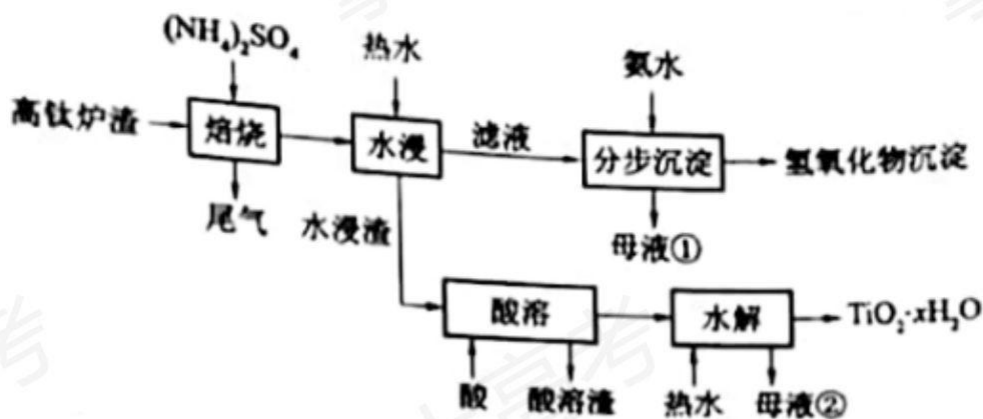 (NH₄)₂SO₄
热水
氨水
高钛炉渣
焙烧
水浸
滤液
分步沉淀
氢氧化物沉淀
尾气
水浸渣
母液①
酸溶
水解
TiO₂·xH₂O
酸
酸溶渣
热水
母液②